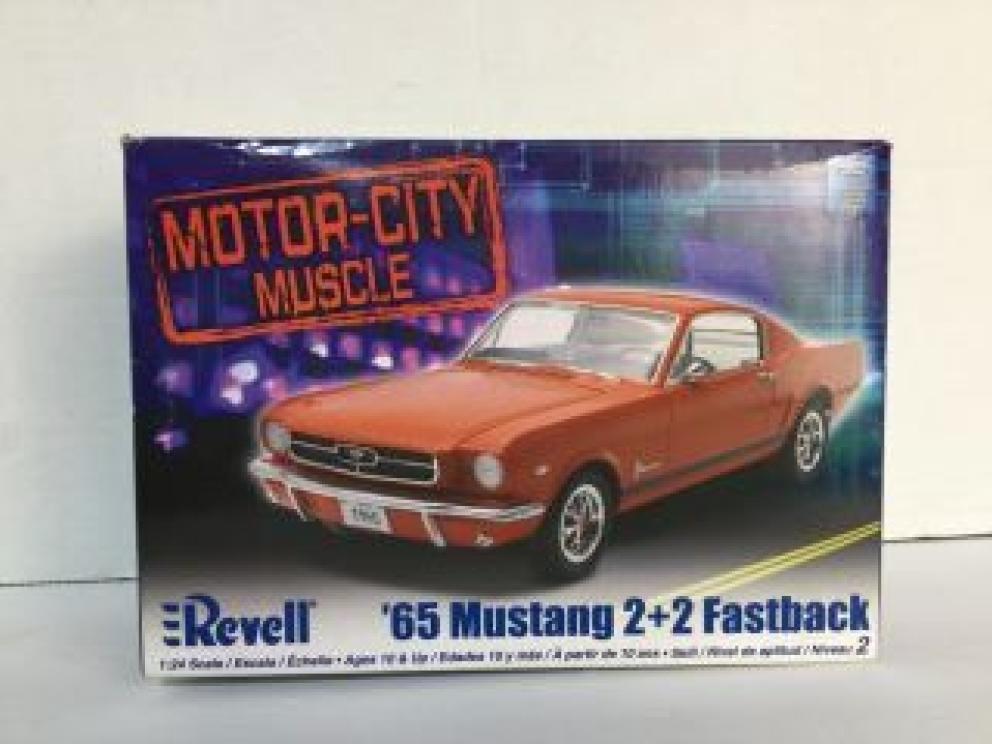 MOTOR-CITY
MUSCLE
Revell
'65 Mustang 2+2 Fastback
1:24 Scale / Escala / Échelle • Ages 10 & Up / Edades 10 y más / À partir de 10 ans • Skill / Nivel de aptitud / Niveau 2